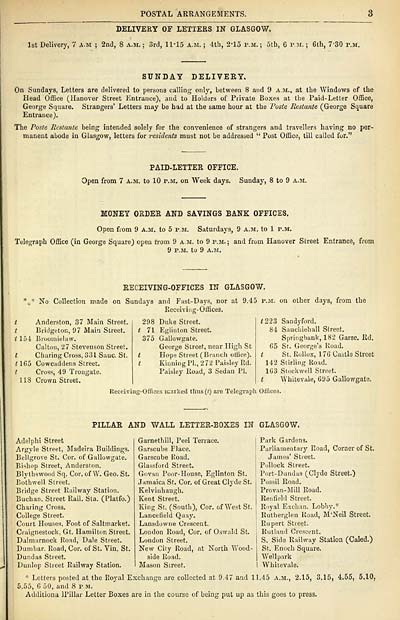 POSTAL ARRANGEMENTS. 3
DELIVERY OF LETTERS IN GLASGOW.
1st Delivery, 7 A.M ; 2nd, 8 A.M.; 3rd, 11·15 A.M.; 4th, 2·15 P.M.; 5th, 6 P.M.; 6th, 7·30 P.M.
SUNDAY DELIVERY.
On Sundays, Letters are delivered to persons calling only, between 8 and 9 A.M., at the Windows of the
Head Office (Hanover Street Entrance), and to Holders of Private Boxes at the Paid-Letter Office,
George Square. Strangers' Letters may be had at the same hour at the Poste Restante (George Square
Entrance).
The Poste Restante being intended solely for the convenience of strangers and travellers having no per-
manent abode in Glasgow, letters for residents must not be addressed "Post Office, till called for."
PAID-LETTER OFFICE.
Open from 7 A.M. to 10 P.M. on Week days. Sunday, 8 to 9 A.M.
MONEY ORDER AND SAVINGS BANK OFFICES.
Open from 9 A.M. to 5 P.M. Saturdays, 9 A.M. to 1 P.M.
Telegraph Office (in George Square) open from 9 A.M. to 9 P.M.; and from Hanover Street Entrance, from
9 P.M. to 9 A.M.
RECEIVING-OFFICES IN GLASGOW.
*⁎* No Collection made on Sundays and Fast-Days, nor at 9.45 P.M. on other days, from the
Receiving-Offices.
t Anderston, 37 Main Street.
t Bridgeton, 97 Main Street.
t 154 Broomielaw.
Calton, 27 Stevenson Street.
t Charing Cross, 331 Sauc. St.
t 165 Cowcaddens Street.
t Cross, 49 Trongate.
118 Crown Street.
298 Duke Street.
t 71 Eglinton Street.
375 Gallowgate.
George Street, near High St
t Hope Street (Branch office).
t Kinning Pl., 272 Paisley Rd.
Paisley Road, 3 Sedan Pl.
t 223 Sandyford.
84 Sauchiehall Street.
Springbank, 182 Garsc. Rd.
65 St. George's Road.
t St. Rollox, 176 Castle Street
142 Stirling Road.
163 Stockwell Street.
t Whitevale, 695 Gallowgate.
Receiving-Offices marked thus (t) are Telegraph Offices.
PILLAR AND WALL LETTER-BOXES IN GLASGOW.
Adelphi Street
Argyle Street, Madeira Buildings.
Bellgrove St. Cor. of Gallowgate.
Bishop Street, Anderston.
Blythswood Sq. Cor. of W. Geo. St.
Bothwell Street.
Bridge Street Railway Station.
Buchan. Street Rail. Sta. (Platfo.)
Charing Cross.
College Street.
Court Houses, Foot of Saltmarket.
Craignestock, Gt. Hamilton Street.
Dalmarnock Road, Dale Street.
Dumbar. Road, Cor. of St. Vin. St.
Dundas Street.
Dunlop Street Railway Station.
Garnethill, Peel Terrace.
Garscube Place.
Garscube Road.
Glassford Street.
Govan Poor-House, Eglinton St.
Jamaica St. Cor. of Great Clyde St.
Kelvinhaugh.
Kent Street.
King St. (South), Cor. of West St.
Lancefield Quay.
Lansdowne Crescent.
London Road, Cor. of Oswald St.
London Street.
New City Road, at North Wood-
side Road.
Mason Street.
Park Gardens.
Parliamentary Road, Corner of St.
James' Street.
Pollock Street.
Port-Dundas (Clyde Street.)
Possil Road.
Provan-Mill Road.
Renfield Street.
Royal Exchan. Lobby.*
Rutherglen Road, M'Neil Street.
Rupert Street.
Rutland Crescent.
S. Side Railway Station (Caled.)
St. Enoch Square.
Wellpark
Whitevale.
* Letters posted at the Royal Exchange are collected at 9.47 and 11.45 A.M., 2.15, 3.15, 4.55, 5.10,
5.55, 6 50, and 8 P.M.
Additiona lPillar Letter Boxes are in the course of being put up as this goes to press.